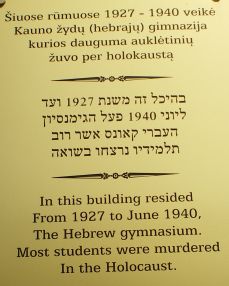 Šiuose rūmuose 1927 - 1940 veikė
Kauno žydų (hebrajų) gimnazija
kurios dauguma auklėtinių
žuvo per holokaustą
בהיכל זה משנת 1927 ועד
ליוני 1940 פעל הגימנסיון
העברי קאונס אשר רוב
תלמידיו נרצחו בשואה
In this building resided
From 1927 to June 1940,
The Hebrew gymnasium.
Most students were murdered
In the Holocaust.